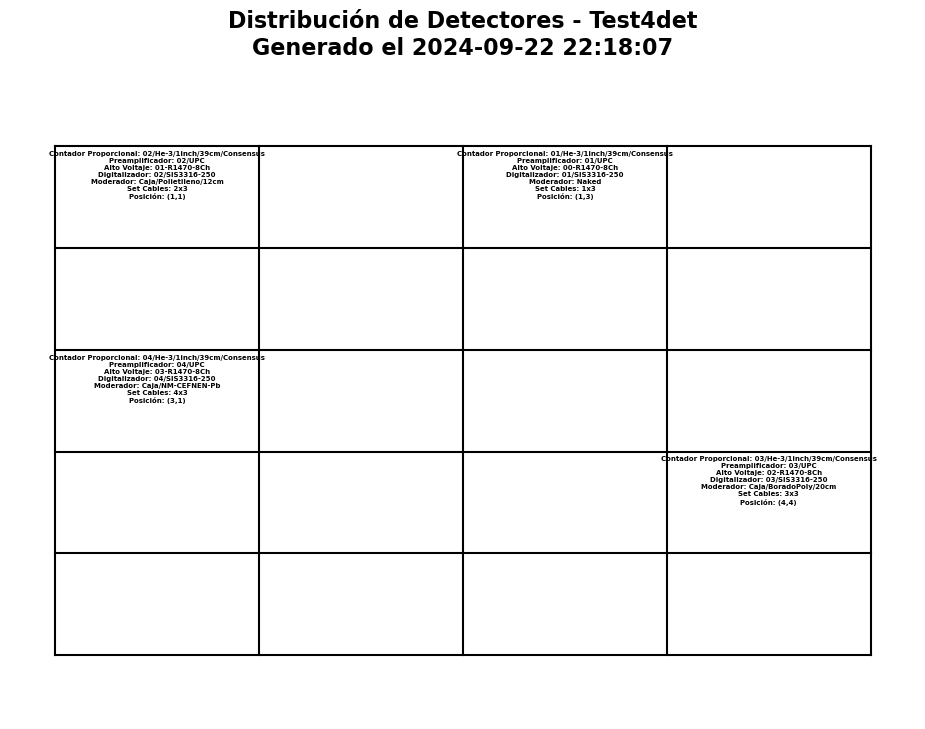 Distribución de Detectores - Test4det
Generado el 2024-09-22 22:18:07
Contador Proporcional: 02/He-3/1inch/39cm/Consensus
Preamplificador: 02/UPC
Alto Voltaje: 01-R1470-8Ch
Digitalizador: 02/SIS3316-250
Moderador: Caja/Polietileno/12cm
Set Cables: 2x3
Posición: (1,1)
Contador Proporcional: 01/He-3/1inch/39cm/Consensus
Preamplificador: 01/UPC
Alto Voltaje: 00-R1470-8Ch
Digitalizador: 01/SIS3316-250
Moderador: Naked
Set Cables: 1x3
Posición: (1,3)
Contador Proporcional: 04/He-3/1inch/39cm/Consensus
Preamplificador: 04/UPC
Alto Voltaje: 03-R1470-8Ch
Digitalizador: 04/SIS3316-250
Moderador: Caja/NM-CEFNEN-Pb
Set Cables: 4x3
Posición: (3,1)
Contador Proporcional: 03/He-3/1inch/39cm/Consensus
Preamplificador: 03/UPC
Alto Voltaje: 02-R1470-8Ch
Digitalizador: 03/SIS3316-250
Moderador: Caja/BoradoPoly/20cm
Set Cables: 3x3
Posición: (4,4)